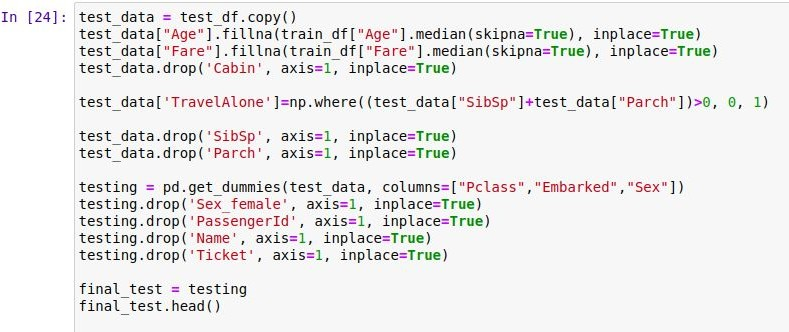 In [24]: test_data = test_df.copy()
test_data["Age"].fillna(train_df["Age"].median(skipna=True), inplace=True)
test_data["Fare"].fillna(train_df["Fare"].median(skipna=True), inplace=True)
test_data.drop('Cabin', axis=1, inplace=True)
test_data['TravelAlone']=np.where((test_data["SibSp"]+test_data["Parch"])>0, 0, 1)
test_data.drop('SibSp', axis=1, inplace=True)
test_data.drop('Parch', axis=1, inplace=True)
testing = pd.get_dummies(test_data, columns=["Pclass","Embarked","Sex"])
testing.drop('Sex_female', axis=1, inplace=True)
testing.drop('PassengerId', axis=1, inplace=True)
testing.drop('Name', axis=1, inplace=True)
testing.drop('Ticket', axis=1, inplace=True)
final_test = testing
final_test.head()